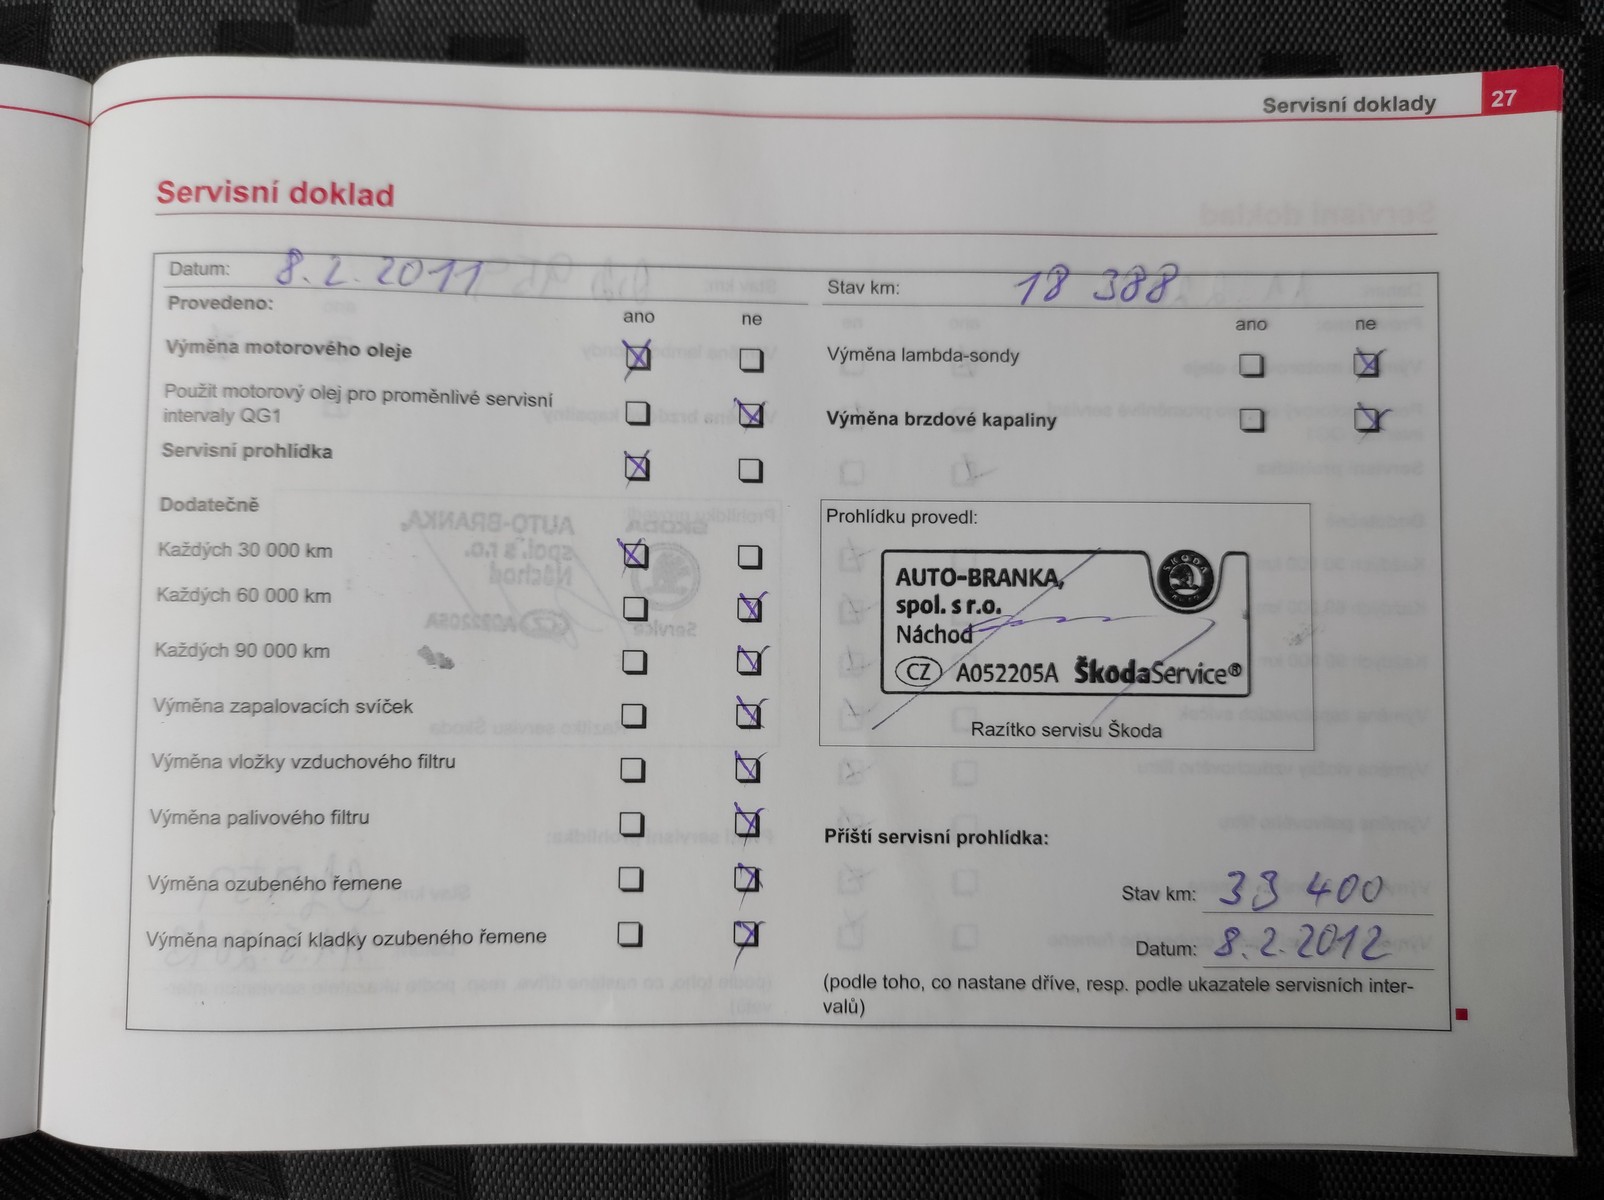 Servisní doklady 27
Servisní doklad
Datum: 8.2.2011
Provedeno:
ano ne
Výměna motorového oleje
Použit motorový olej pro proměnlivé servisní
intervaly QG1
Servisní prohlídka
Dodatečně
Každých 30 000 km
Každých 60 000 km
Každých 90 000 km
Výměna zapalovacích svíček
Výměna vložky vzduchového filtru
Výměna palivového filtru
Výměna ozubeného řemene
Výměna napínací kladky ozubeného řemene
Stav km: 18 388
ano ne
Výměna lambda-sondy
Výměna brzdové kapaliny
Prohlídku provedl:
ŠKODA
AUTO
AUTO-BRANKA,
spol. s r.o.
Náchod
CZ A052205A ŠkodaService®
Razítko servisu Škoda
Příští servisní prohlídka:
Stav km: 33 400
Datum: 8.2.2012
(podle toho, co nastane dříve, resp. podle ukazatele servisních inter-
valů)